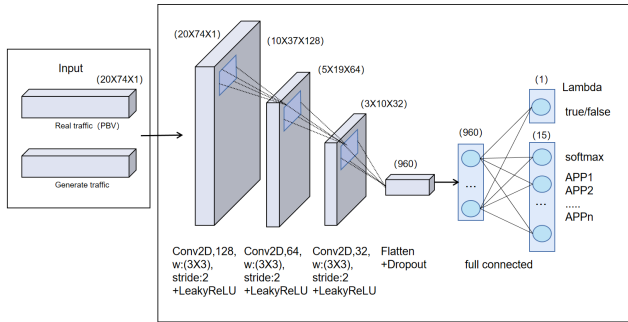 Input
(20X74X1)
Real traffic (PBV)
Generate traffic
(20X74X1)
(10X37X128)
(5X19X64)
(3X10X32)
(960)
(960)
...
(1)
Lambda
true/false
(15)
softmax
APP1
APP2
.....
APPn
...
Conv2D,128,
w:(3X3),
stride:2
+LeakyReLU
Conv2D,64,
w:(3X3),
stride:2
+LeakyReLU
Conv2D,32,
w:(3X3),
stride:2
+LeakyReLU
Flatten
+Dropout
full connected